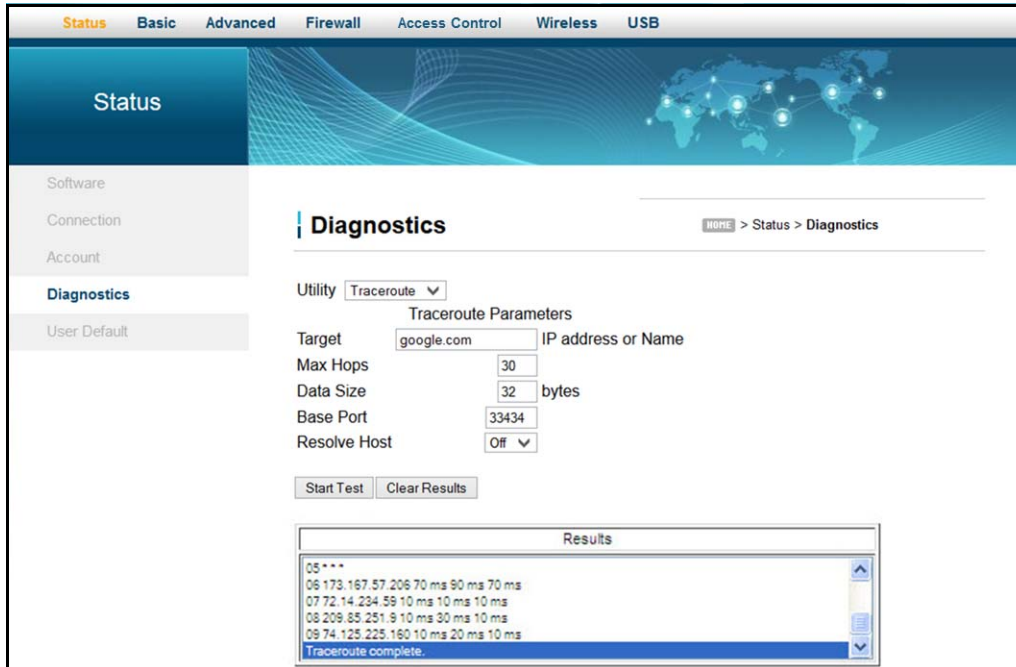 Status Basic Advanced Firewall Access Control Wireless USB
Status
Software
Connection
Account
Diagnostics
User Default
Diagnostics
HOME > Status > Diagnostics
Utility Traceroute
Traceroute Parameters
Target google.com IP address or Name
Max Hops 30
Data Size 32 bytes
Base Port 33434
Resolve Host Off
Start Test Clear Results
Results
05 * * *
06 173.167.57.206 70 ms 90 ms 70 ms
07 72.14.234.59 10 ms 10 ms 10 ms
08 209.85.251.9 10 ms 30 ms 10 ms
09 74.125.225.160 10 ms 20 ms 10 ms
Traceroute complete.